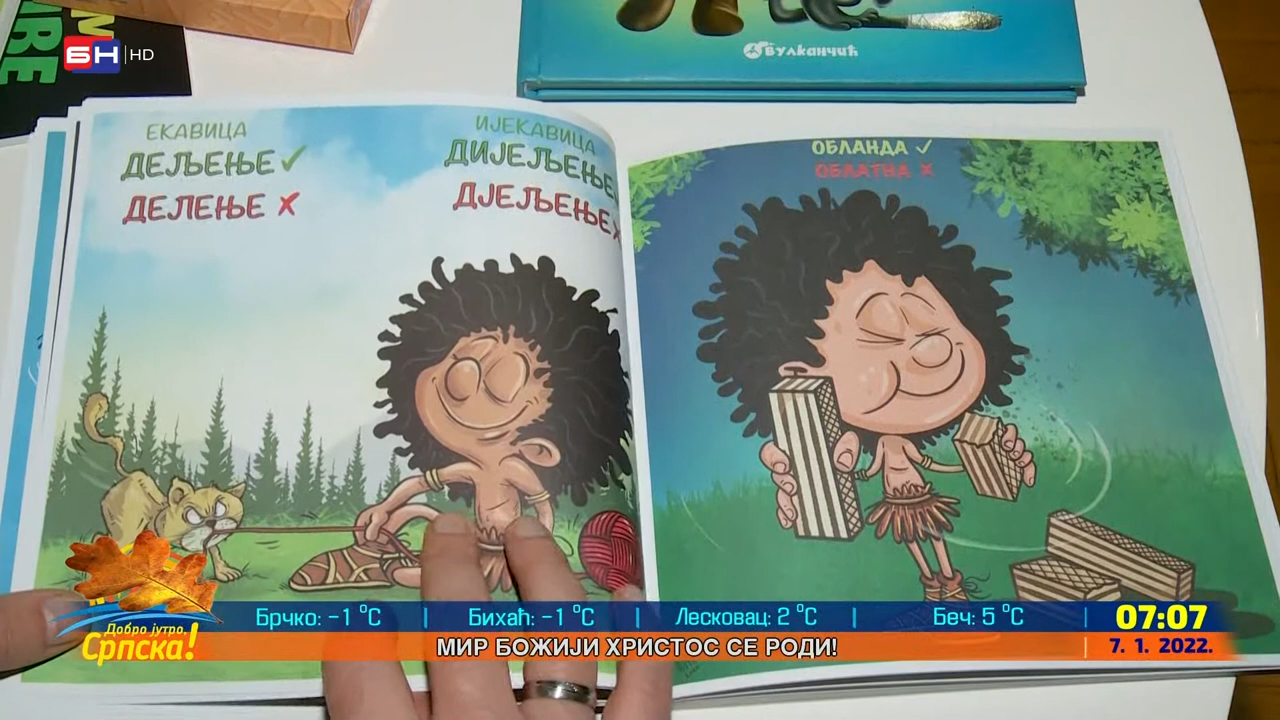 БН HD
Вулканчић
ЕКАВИЦА
ДЕЉЕЊЕ ✓
ДЕЛЕЊЕ ✗
ИЈЕКАВИЦА
ДИЈЕЉЕЊЕ
ДЈЕЉЕЊЕ ✗
ОБЛАНДА ✓
ОБЛАТНА ✗
Добро јутро,
Српска!
Брчко: -1 °C | Бихаћ: -1 °C | Лесковац: 2 °C | Беч: 5 °C
07:07
МИР БОЖИЈИ ХРИСТОС СЕ РОДИ!
7. 1. 2022.